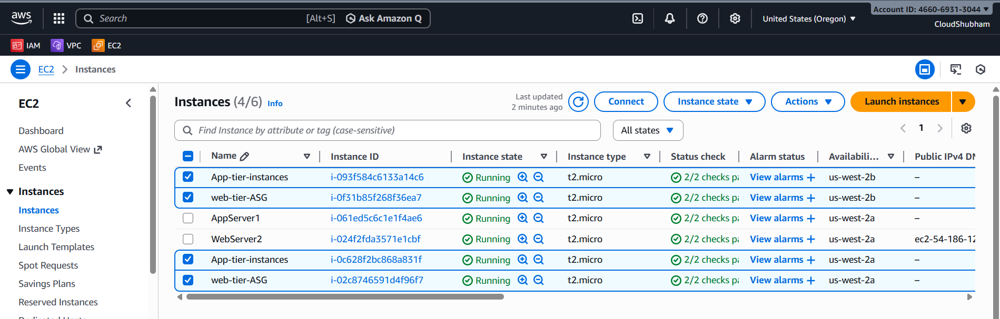 aws Search [Alt+S] Ask Amazon Q United States (Oregon) Account ID: 4660-6931-3044
CloudShubham
IAM VPC EC2
EC2 Instances
EC2
Dashboard
AWS Global View
Events
Instances
Instances
Instance Types
Launch Templates
Spot Requests
Savings Plans
Reserved Instances
Instances (4/6) Info
Last updated
2 minutes ago
Connect Instance state Actions Launch instances
Find Instance by attribute or tag (case-sensitive) All states 1
Name Instance ID Instance state Instance type Status check Alarm status Availabili... Public IPv4 DN
App-tier-instances i-093f584c6133a14c6 Running t2.micro 2/2 checks pa View alarms + us-west-2b –
web-tier-ASG i-0f31b85f268f36ea7 Running t2.micro 2/2 checks pa View alarms + us-west-2b –
AppServer1 i-061ed5c6c1e1f4ae6 Running t2.micro 2/2 checks pa View alarms + us-west-2a –
WebServer2 i-024f2fda3571e1cbf Running t2.micro 2/2 checks pa View alarms + us-west-2a ec2-54-186-12
App-tier-instances i-0c628f2bc868a831f Running t2.micro 2/2 checks pa View alarms + us-west-2a –
web-tier-ASG i-02c8746591d4f96f7 Running t2.micro 2/2 checks pa View alarms + us-west-2a –